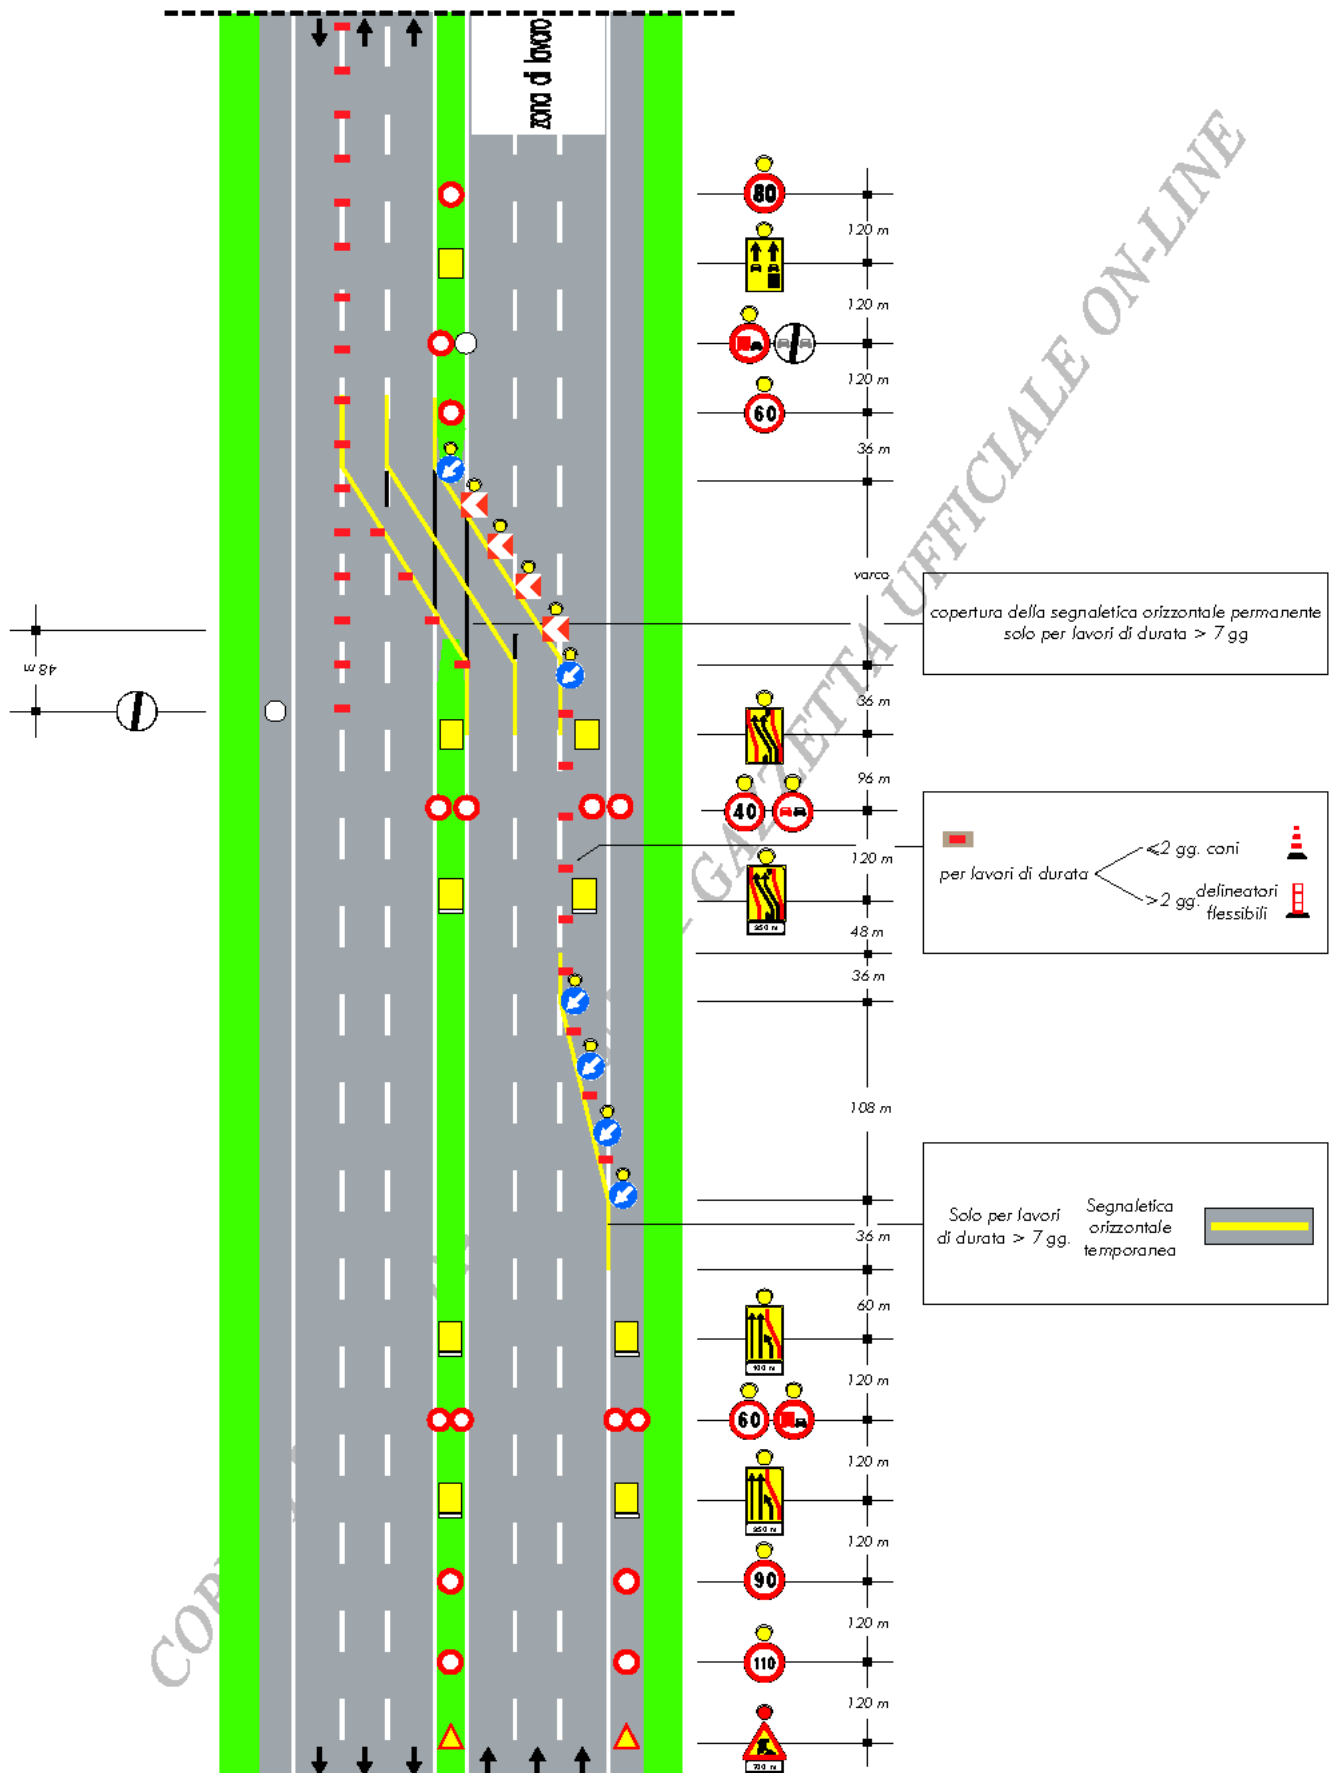 zona di lavoro
80
120 m
120 m
120 m
60
36 m
varco
copertura della segnaletica orizzontale permanente
solo per lavori di durata > 7 gg
48 m
36 m
96 m
40
120 m
⩽2 gg. coni
per lavori di durata
>2 gg. delineatori
flessibili
48 m
36 m
108 m
Solo per lavori
di durata > 7 gg.
Segnaletica
orizzontale
temporanea
36 m
60 m
100 m
120 m
60
120 m
350 m
120 m
90
120 m
110
120 m
700 m
GAZZETTA UFFICIALE ON-LINE